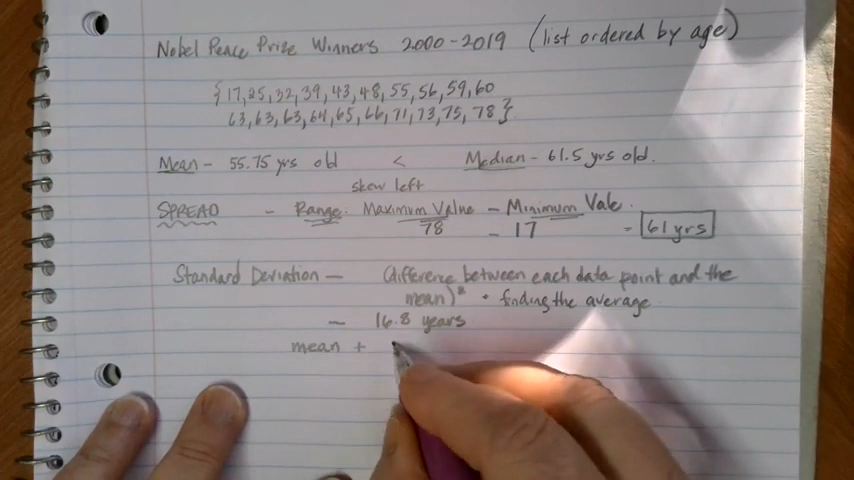 Nobel Peace Prize Winners 2000-2019 (list ordered by age)
{17,25,32,39,43,48,55,56,59,60
63,63,63,64,65,66,71,73,75,78}
Mean - 55.75 yrs old < Median - 61.5 yrs old.
skew left
SPREAD - Range: Maximum Value - Minimum Vale.
78 - 17 = 61 yrs
Standard Deviation - (difference between each data point and the
mean)* • finding the average
- 16.8 years
mean +